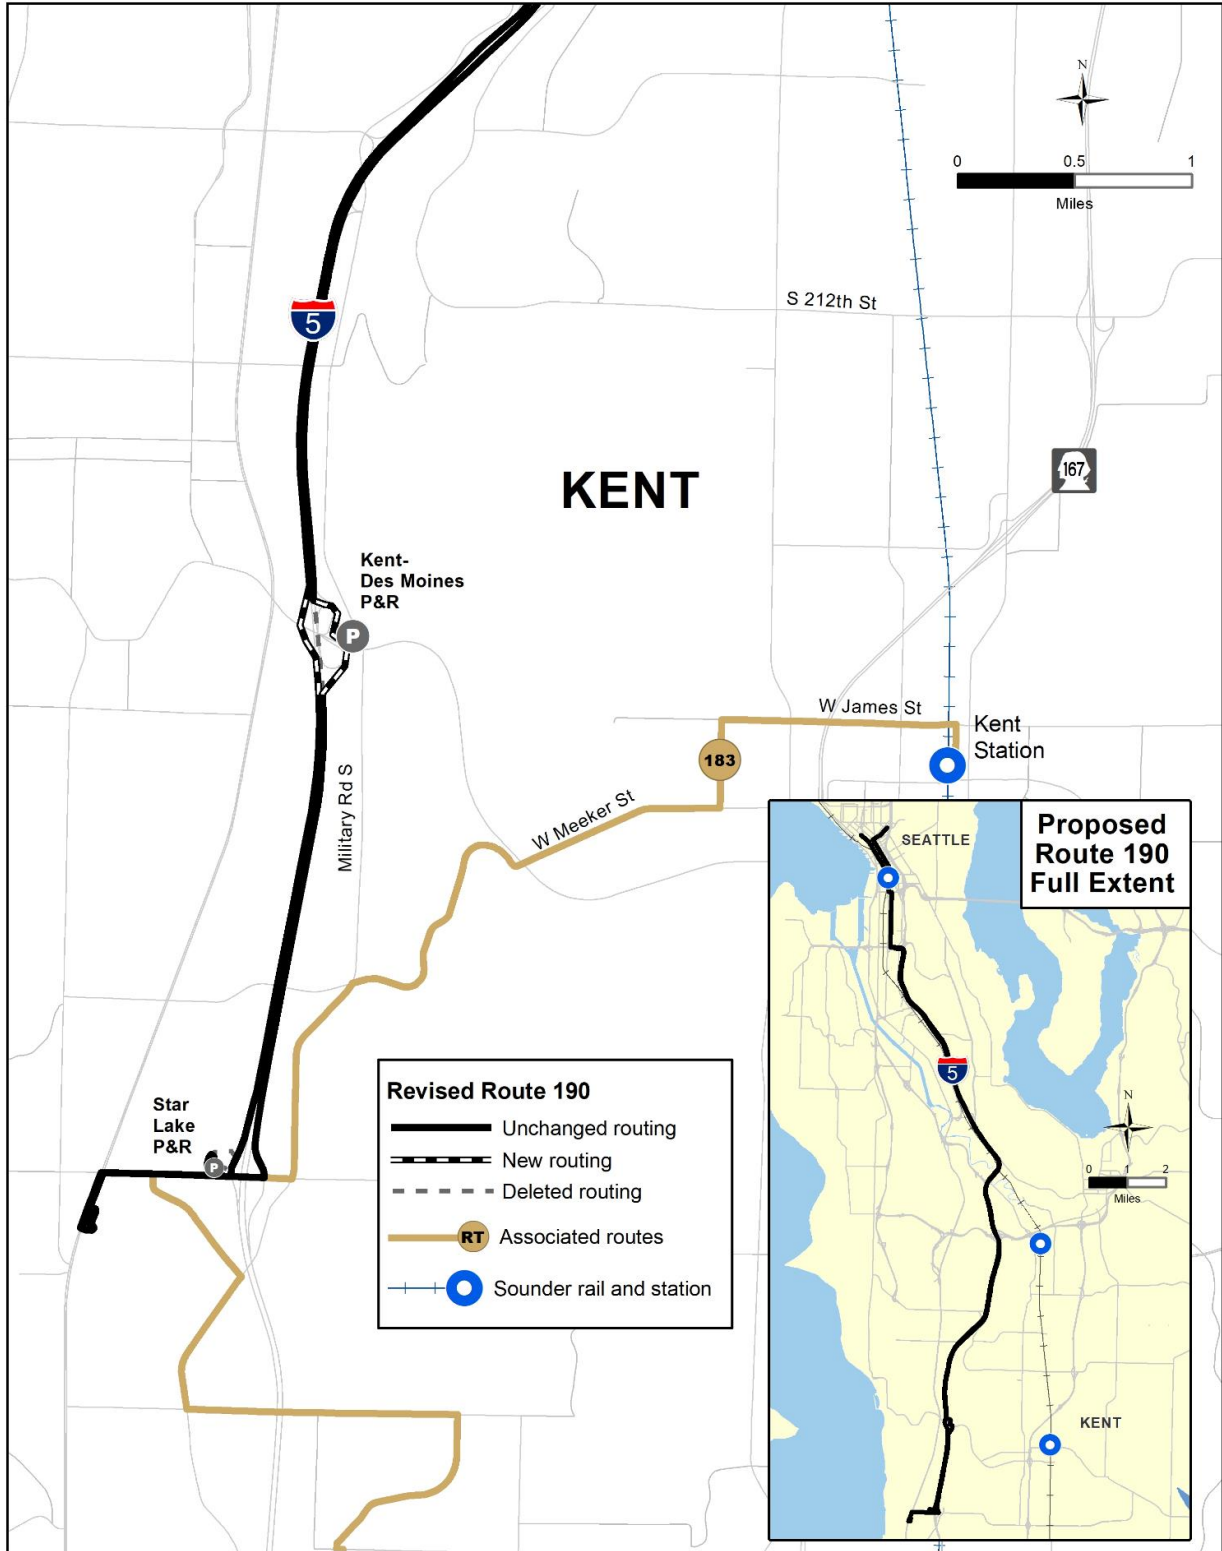 N
0 0.5 1
Miles
S 212th St
5
KENT
167
Kent-
Des Moines
P&R
P
W James St
Kent
Station
183
Military Rd S
W Meeker St
Proposed
Route 190
Full Extent
SEATTLE
5
N
0 1 2
Miles
KENT
Star
Lake
P&R
P
Revised Route 190
Unchanged routing
New routing
Deleted routing
RT Associated routes
Sounder rail and station